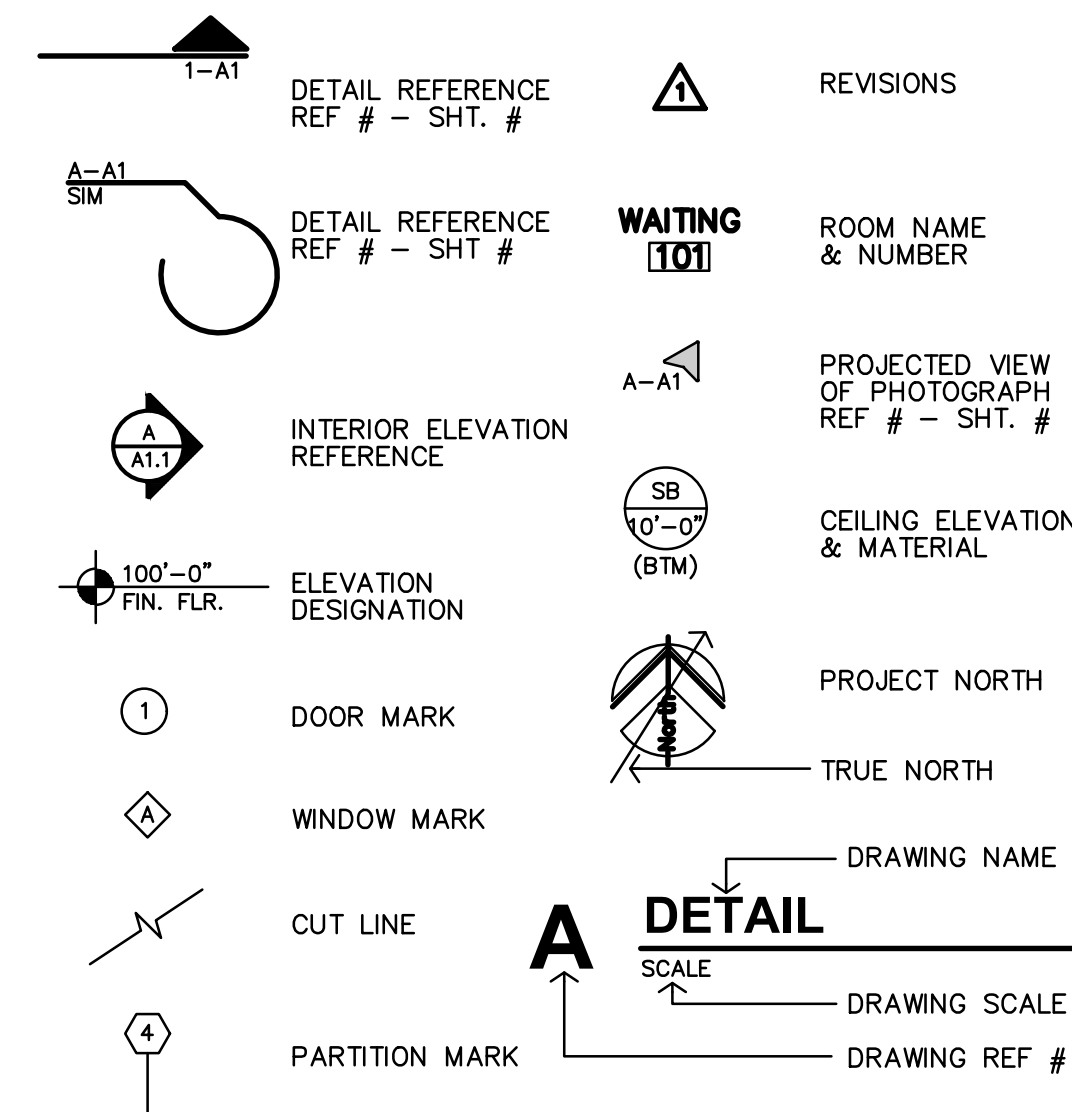 1-A1
DETAIL REFERENCE
REF # - SHT. #
A-A1
SIM
DETAIL REFERENCE
REF # - SHT #
A
A1.1
INTERIOR ELEVATION
REFERENCE
100'-0"
FIN. FLR.
ELEVATION
DESIGNATION
1
DOOR MARK
A
WINDOW MARK
CUT LINE
4
PARTITION MARK
1
REVISIONS
WAITING
101
ROOM NAME
& NUMBER
A-A1
PROJECTED VIEW
OF PHOTOGRAPH
REF # - SHT. #
SB
10'-0"
(BTM)
CEILING ELEVATION
& MATERIAL
North
PROJECT NORTH
TRUE NORTH
DRAWING NAME
A
DETAIL
SCALE
DRAWING SCALE
DRAWING REF #